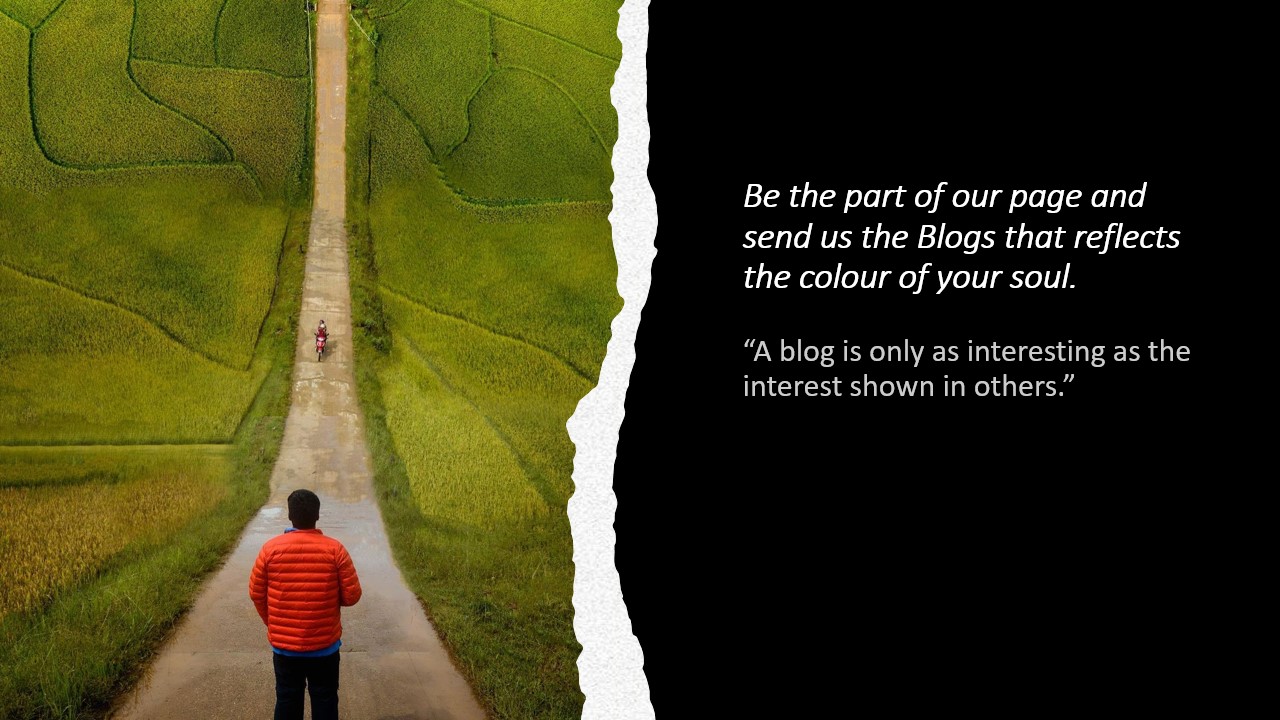 Be the part of our page and
send us the Blogs that reflects
the colour of your soul.
“A blog is only as interesting as the
interest shown in others.”